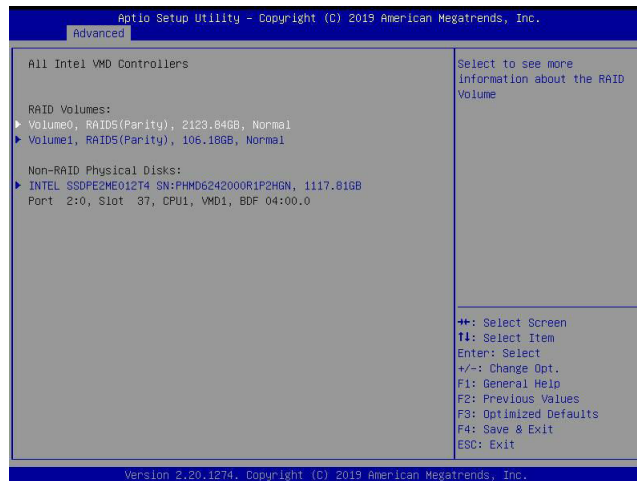 Aptio Setup Utility – Copyright (C) 2019 American Megatrends, Inc.
Advanced
All Intel VMD Controllers
RAID Volumes:
Volume0, RAID5(Parity), 2123.84GB, Normal
Volume1, RAID5(Parity), 106.18GB, Normal
Non-RAID Physical Disks:
INTEL SSDPE2ME012T4 SN:PHMD6242000R1P2HGN, 1117.81GB
Port 2:0, Slot 37, CPU1, VMD1, BDF 04:00.0
Select to see more
information about the RAID
Volume
→←: Select Screen
↑↓: Select Item
Enter: Select
+/-: Change Opt.
F1: General Help
F2: Previous Values
F3: Optimized Defaults
F4: Save & Exit
ESC: Exit
Version 2.20.1274. Copyright (C) 2019 American Megatrends, Inc.